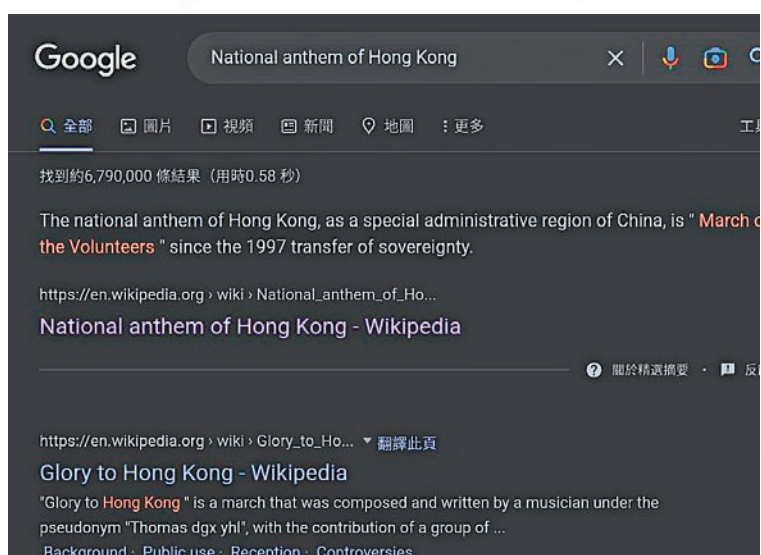 Google
National anthem of Hong Kong
全部 圖片 視頻 新聞 地圖 更多
找到約6,790,000 條結果（用時0.58 秒）
The national anthem of Hong Kong, as a special administrative region of China, is " March
the Volunteers " since the 1997 transfer of sovereignty.
https://en.wikipedia.org › wiki › National_anthem_of_Ho...
National anthem of Hong Kong - Wikipedia
關於精選摘要 ·
https://en.wikipedia.org › wiki › Glory_to_Ho... 翻譯此頁
Glory to Hong Kong - Wikipedia
"Glory to Hong Kong " is a march that was composed and written by a musician under the
pseudonym "Thomas dgx yhl", with the contribution of a group of ...
Background · Public use · Reception · Controversies